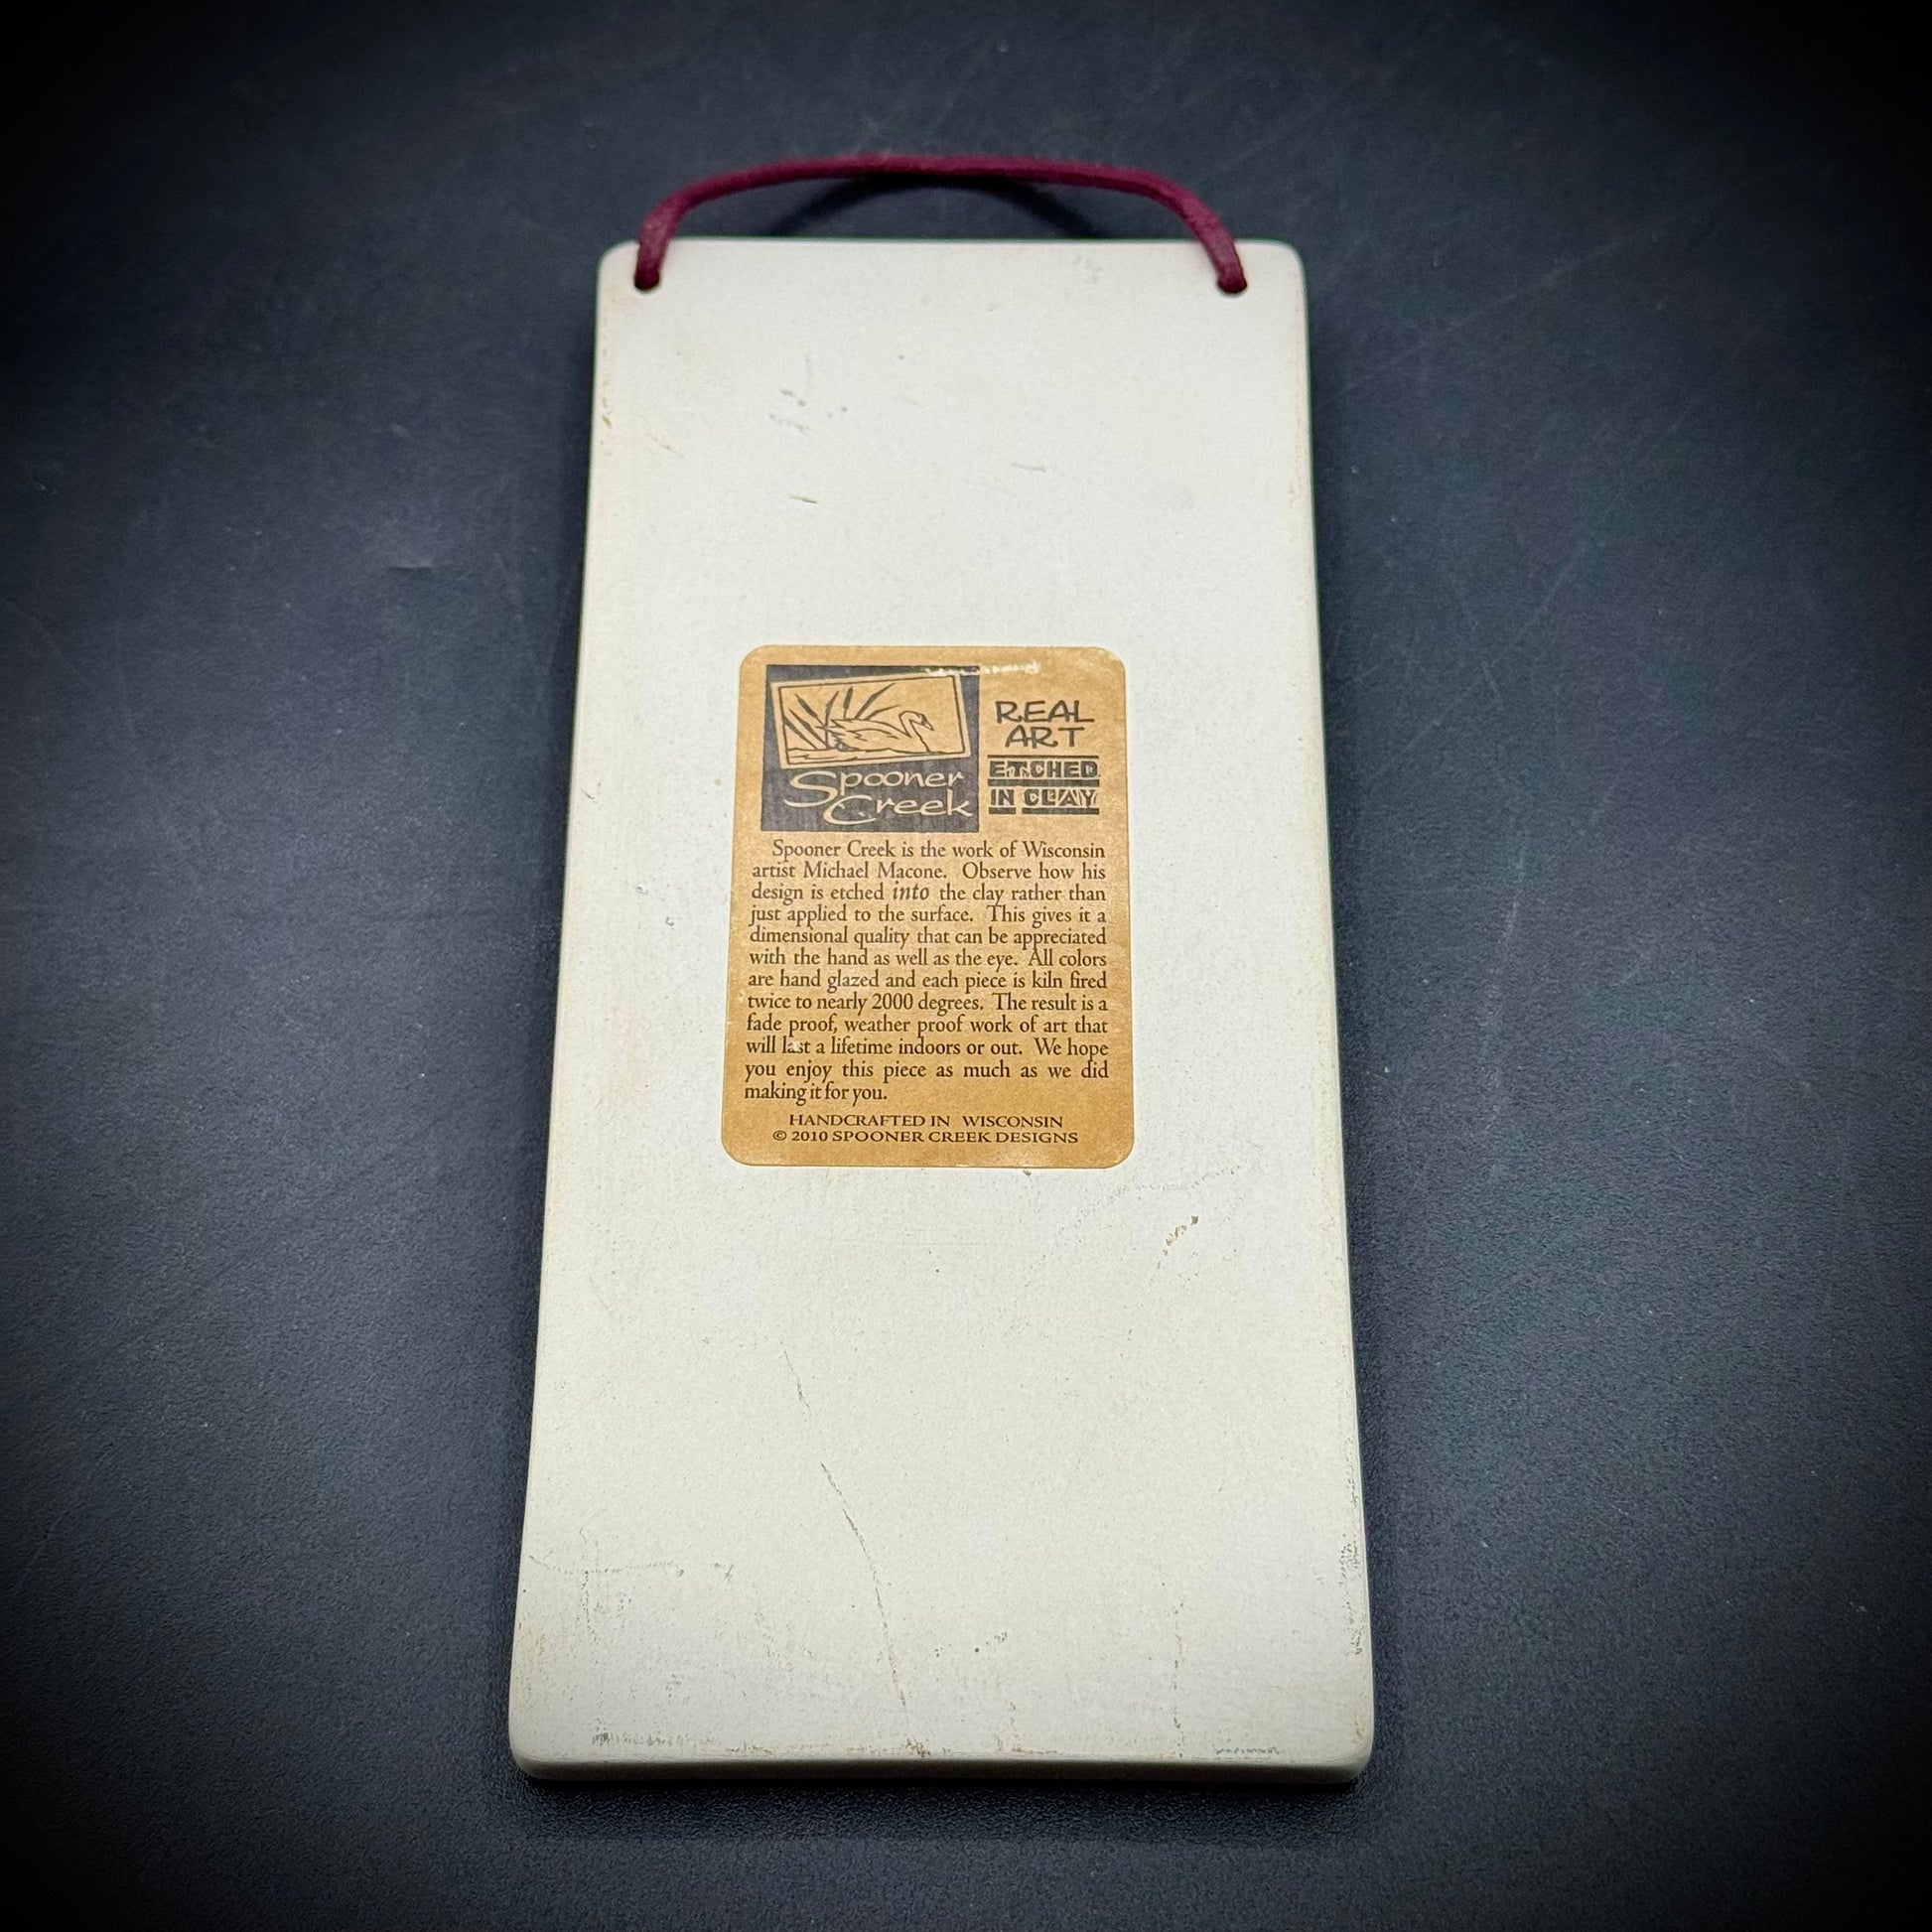 Spooner
Creek
REAL
ART
ETCHED
IN CLAY
Spooner Creek is the work of Wisconsin
artist Michael Macone. Observe how his
design is etched into the clay rather than
just applied to the surface. This gives it a
dimensional quality that can be appreciated
with the hand as well as the eye. All colors
are hand glazed and each piece is kiln fired
twice to nearly 2000 degrees. The result is a
fade proof, weather proof work of art that
will last a lifetime indoors or out. We hope
you enjoy this piece as much as we did
making it for you.
HANDCRAFTED IN WISCONSIN
© 2010 SPOONER CREEK DESIGNS